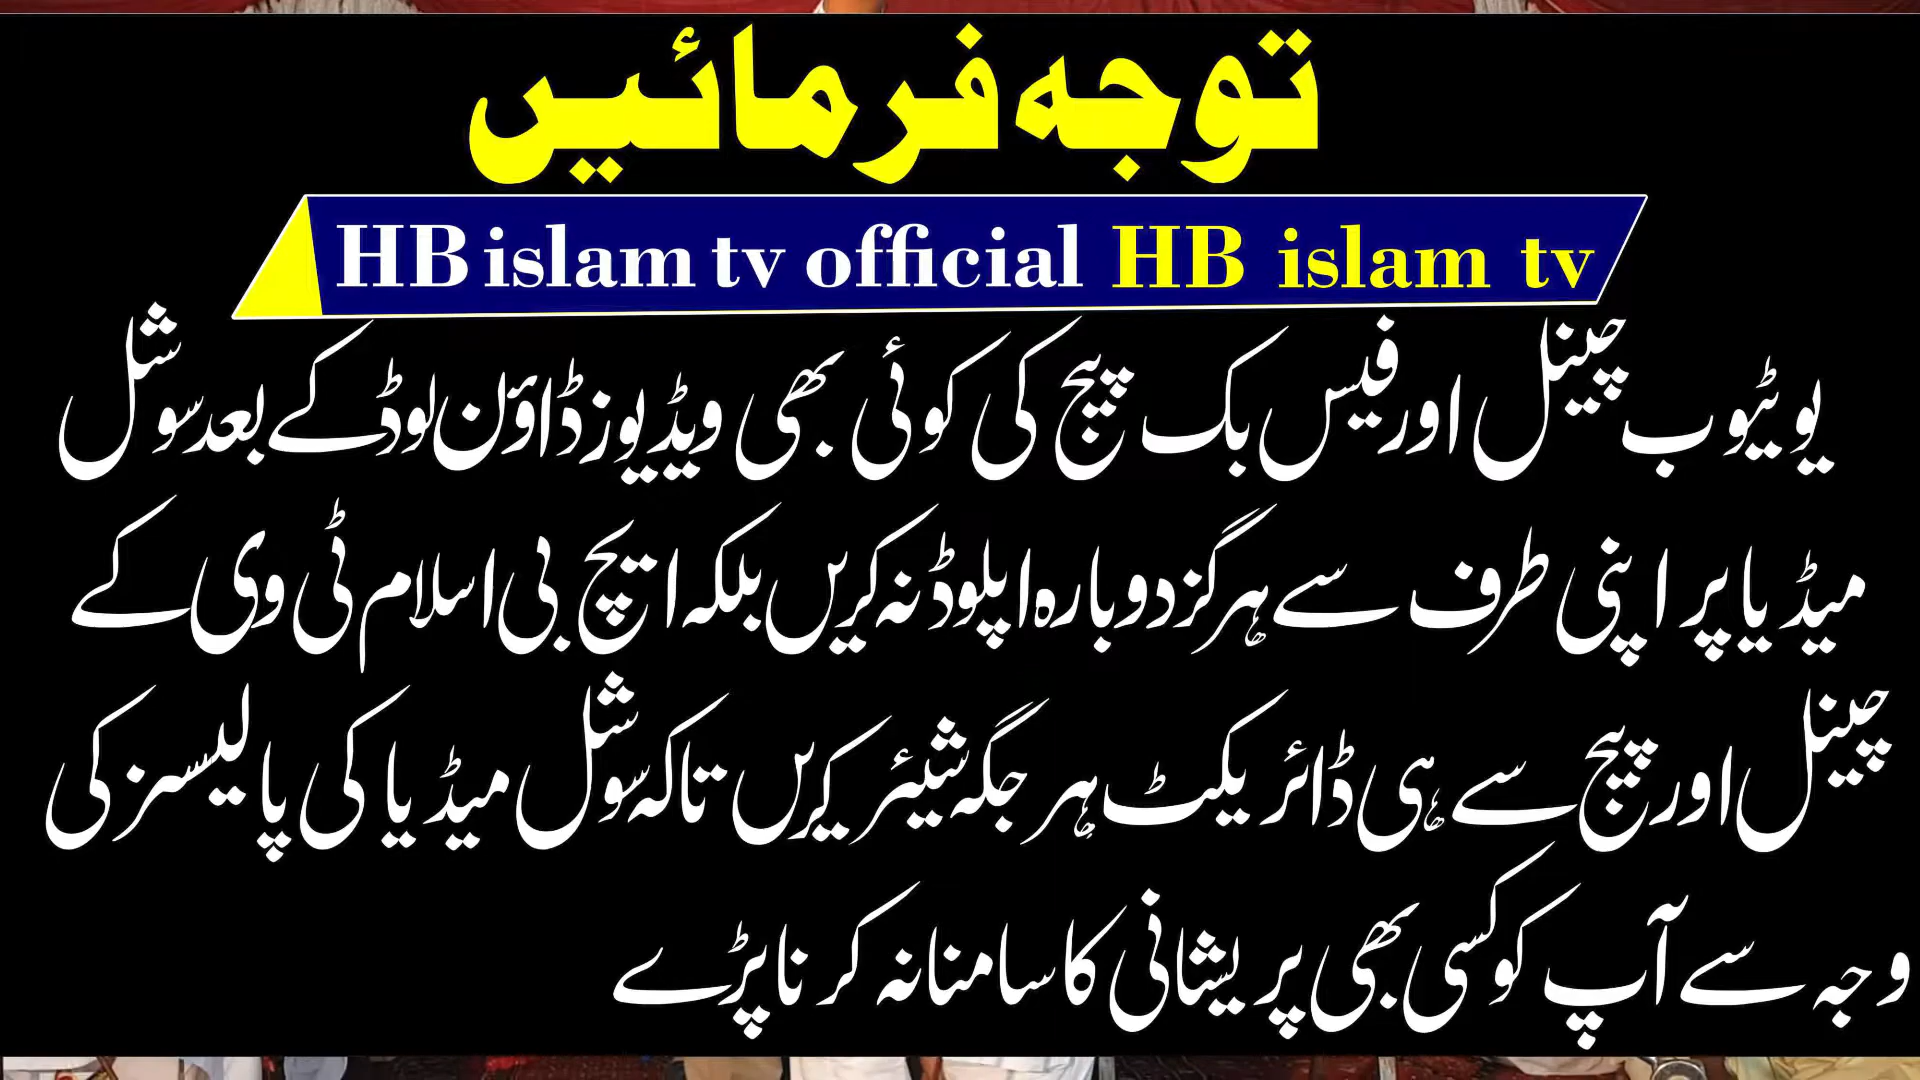 توجہ فرمائیں
HB islam tv official HB islam tv
یوٹیوب چینل اور فیس بک پیج کی کوئی بھی ویڈیوز ڈاؤن لوڈ کے بعد سوشل
میڈیا پر اپنی طرف سے ہرگز دوبارہ اپلوڈ نہ کریں بلکہ ایچ بی اسلام ٹی وی کے
چینل اور پیج سے ہی ڈائریکٹ ہر جگہ شیئر کریں تاکہ سوشل میڈیا کی پالیسز کی
وجہ سے آپ کو کسی بھی پریشانی کا سامنا نہ کرنا پڑے